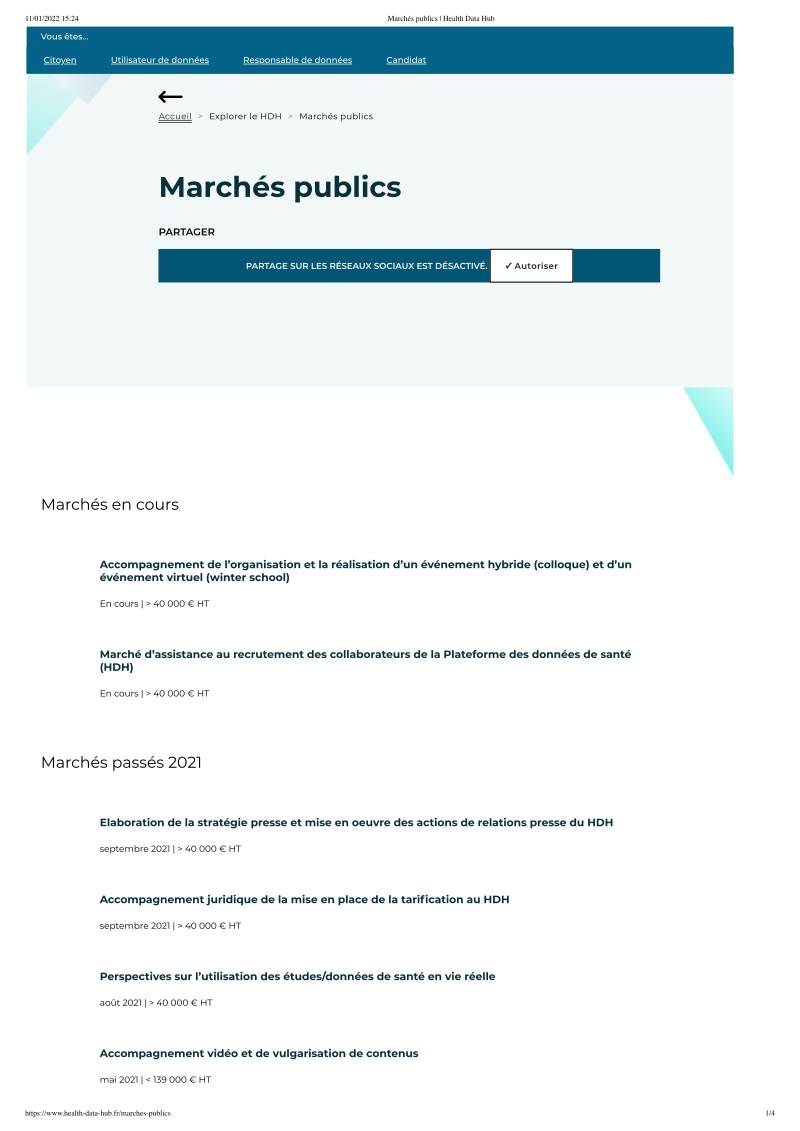 11/01/2022 15:24
Marchés publics | Health Data Hub
Vous êtes...
Citoyen
Utilisateur de données
Responsable de données
Candidat
Accueil > Explorer le HDH > Marchés publics
Marchés publics
PARTAGER
PARTAGE SUR LES RÉSEAUX SOCIAUX EST DÉSACTIVÉ.
✓ Autoriser
Marchés en cours
Accompagnement de l’organisation et la réalisation d’un événement hybride (colloque) et d’un
événement virtuel (winter school)
En cours | > 40 000 € HT
Marché d’assistance au recrutement des collaborateurs de la Plateforme des données de santé
(HDH)
En cours | > 40 000 € HT
Marchés passés 2021
Elaboration de la stratégie presse et mise en oeuvre des actions de relations presse du HDH
septembre 2021 | > 40 000 € HT
Accompagnement juridique de la mise en place de la tarification au HDH
septembre 2021 | > 40 000 € HT
Perspectives sur l’utilisation des études/données de santé en vie réelle
août 2021 | > 40 000 € HT
Accompagnement vidéo et de vulgarisation de contenus
mai 2021 | < 139 000 € HT
https://www.health-data-hub.fr/marches-publics
1/4